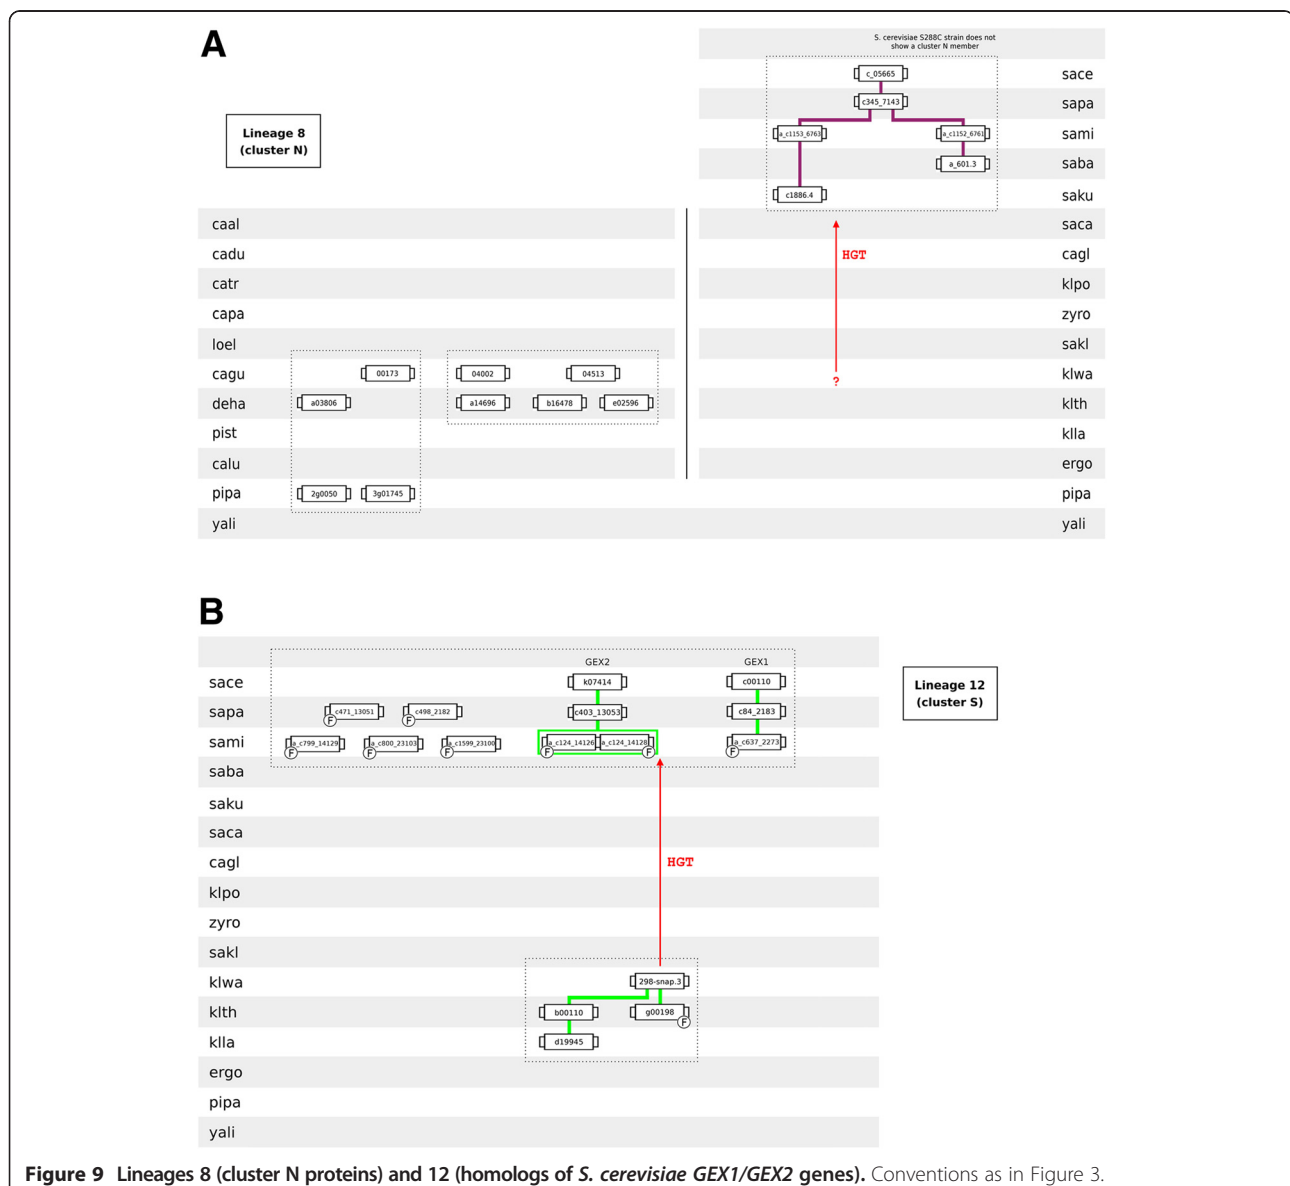 A
S. cerevisiae S288C strain does not
show a cluster N member
Lineage 8
(cluster N)
c_05665
sace
c345_7143
sapa
a_c1153_6763
a_c1152_6761
sami
a_601.3
saba
c1886.4
saku
caal
saca
cadu
HGT
cagl
catr
klpo
capa
zyro
loel
sakl
cagu
00173
04002
04513
?
klwa
deha
a03806
a14696
b16478
e02596
klth
pist
klla
calu
ergo
pipa
2g0050
3g01745
pipa
yali
yali
B
GEX2
GEX1
Lineage 12
(cluster S)
sace
k07414
c00110
sapa
c471_13051
F
c498_2182
F
c403_13053
c84_2183
sami
a_c799_14129
F
a_c800_23103
F
a_c1599_23100
F
a_c124_14126
F
a_c124_14128
F
a_c637_2273
F
saba
saku
saca
cagl
HGT
klpo
zyro
sakl
klwa
298-snap.3
klth
b00110
g00198
F
klla
d19945
ergo
pipa
yali
Figure 9 Lineages 8 (cluster N proteins) and 12 (homologs of S. cerevisiae GEX1/GEX2 genes). Conventions as in Figure 3.